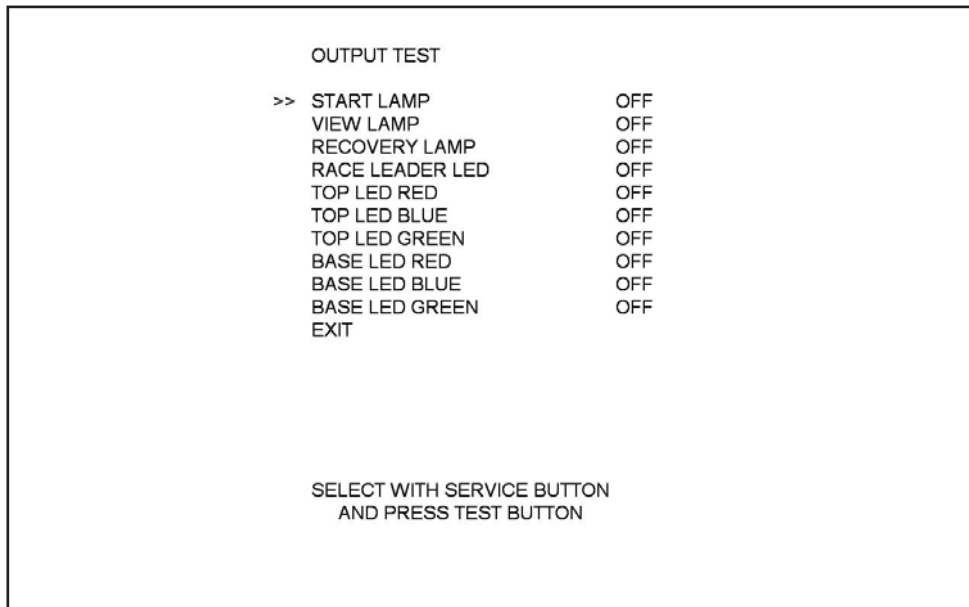 OUTPUT TEST
>> START LAMP OFF
VIEW LAMP OFF
RECOVERY LAMP OFF
RACE LEADER LED OFF
TOP LED RED OFF
TOP LED BLUE OFF
TOP LED GREEN OFF
BASE LED RED OFF
BASE LED BLUE OFF
BASE LED GREEN OFF
EXIT
SELECT WITH SERVICE BUTTON
AND PRESS TEST BUTTON